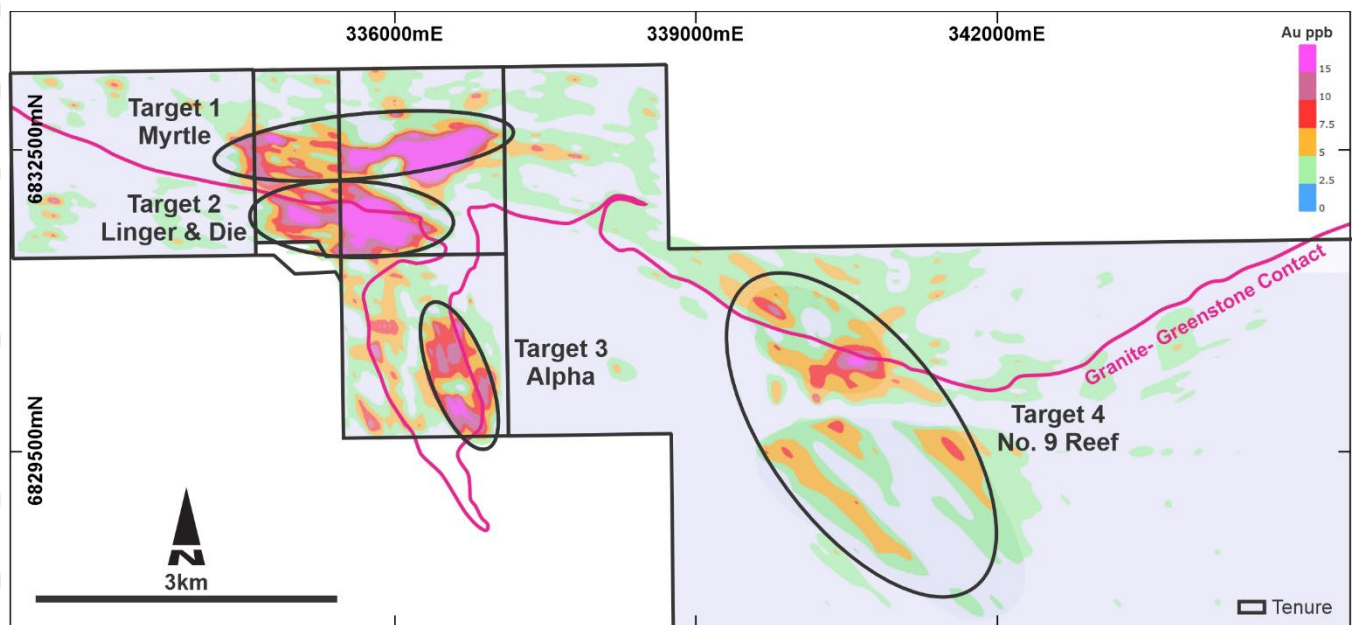 336000mE
339000mE
342000mE
Au ppb
15
10
7.5
5
2.5
0
6832500mN
6829500mN
Target 1
Myrtle
Target 2
Linger & Die
Target 3
Alpha
Target 4
No. 9 Reef
Granite- Greenstone Contact
N
3km
Tenure